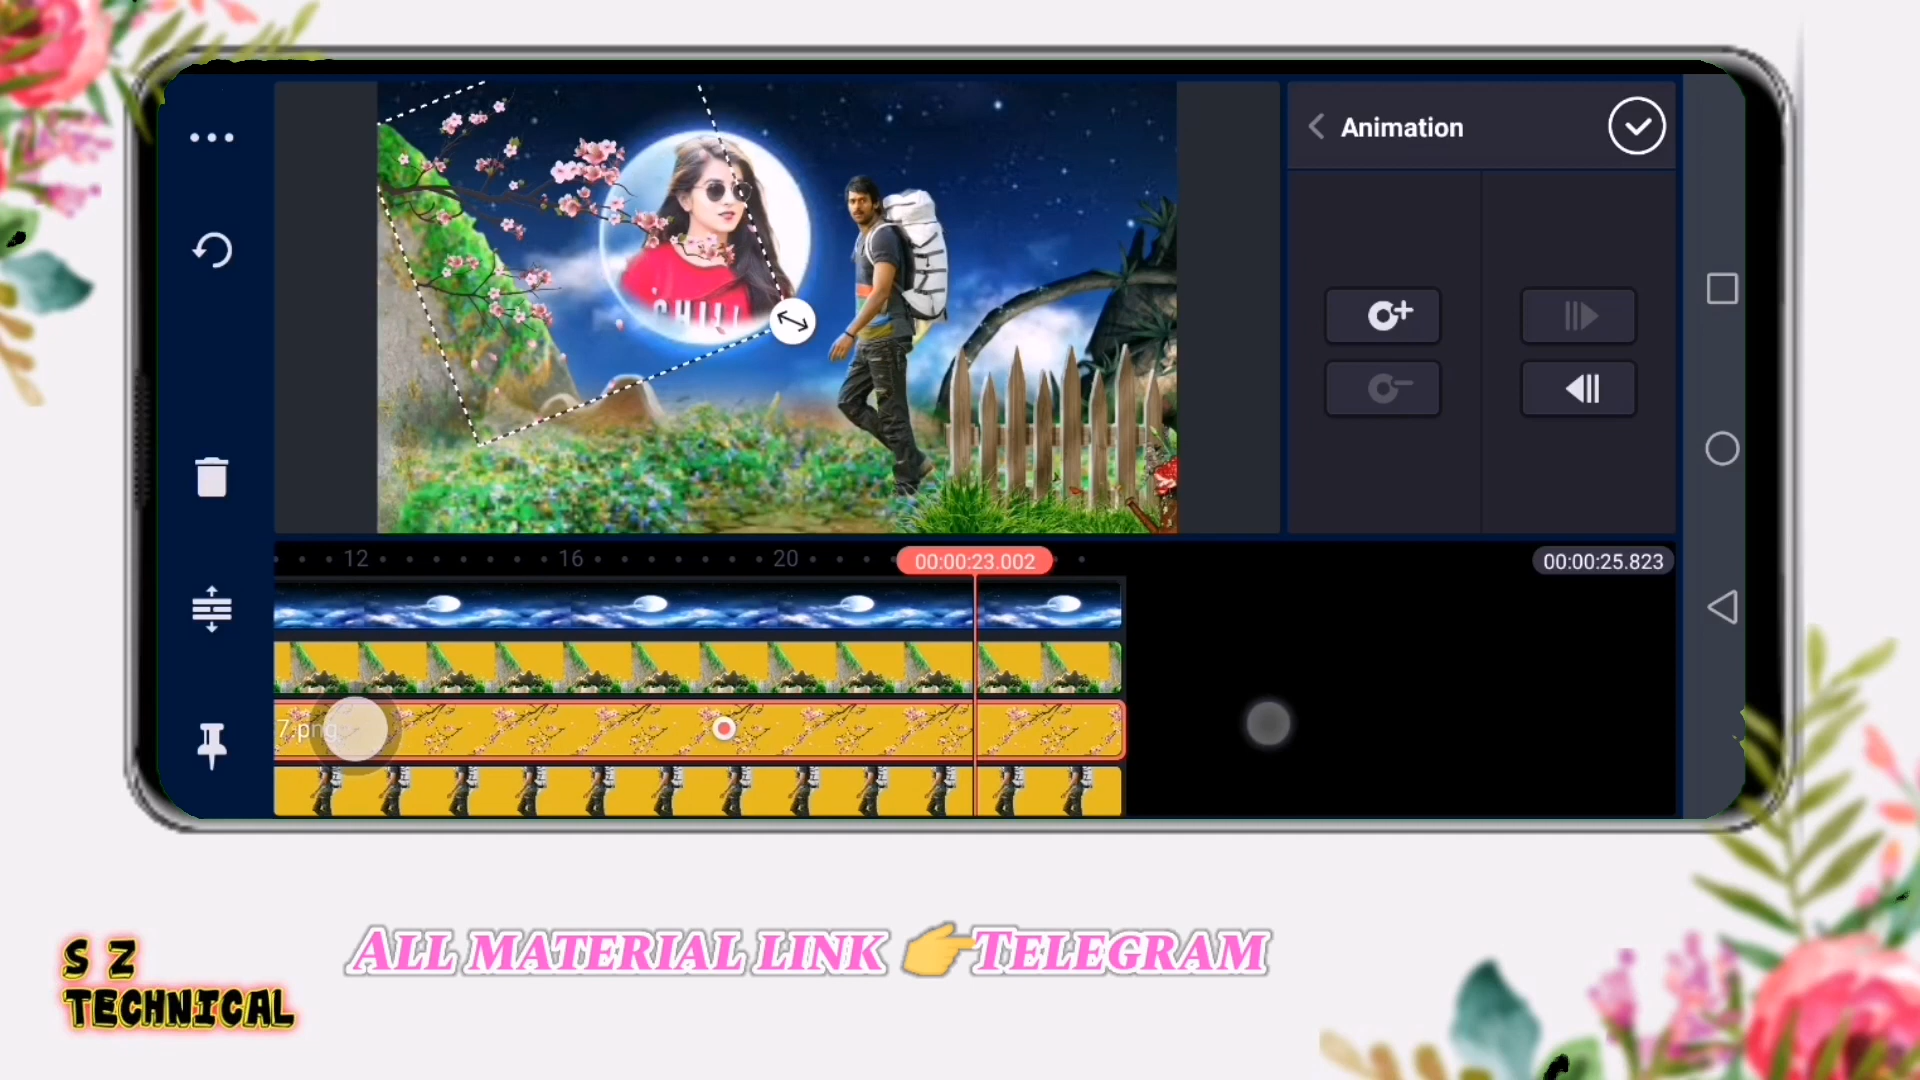 Animation
CHILL
12
16
20
00:00:23.002
00:00:25.823
7.png
S Z
TECHNICAL
ALL MATERIAL LINK 👉TELEGRAM